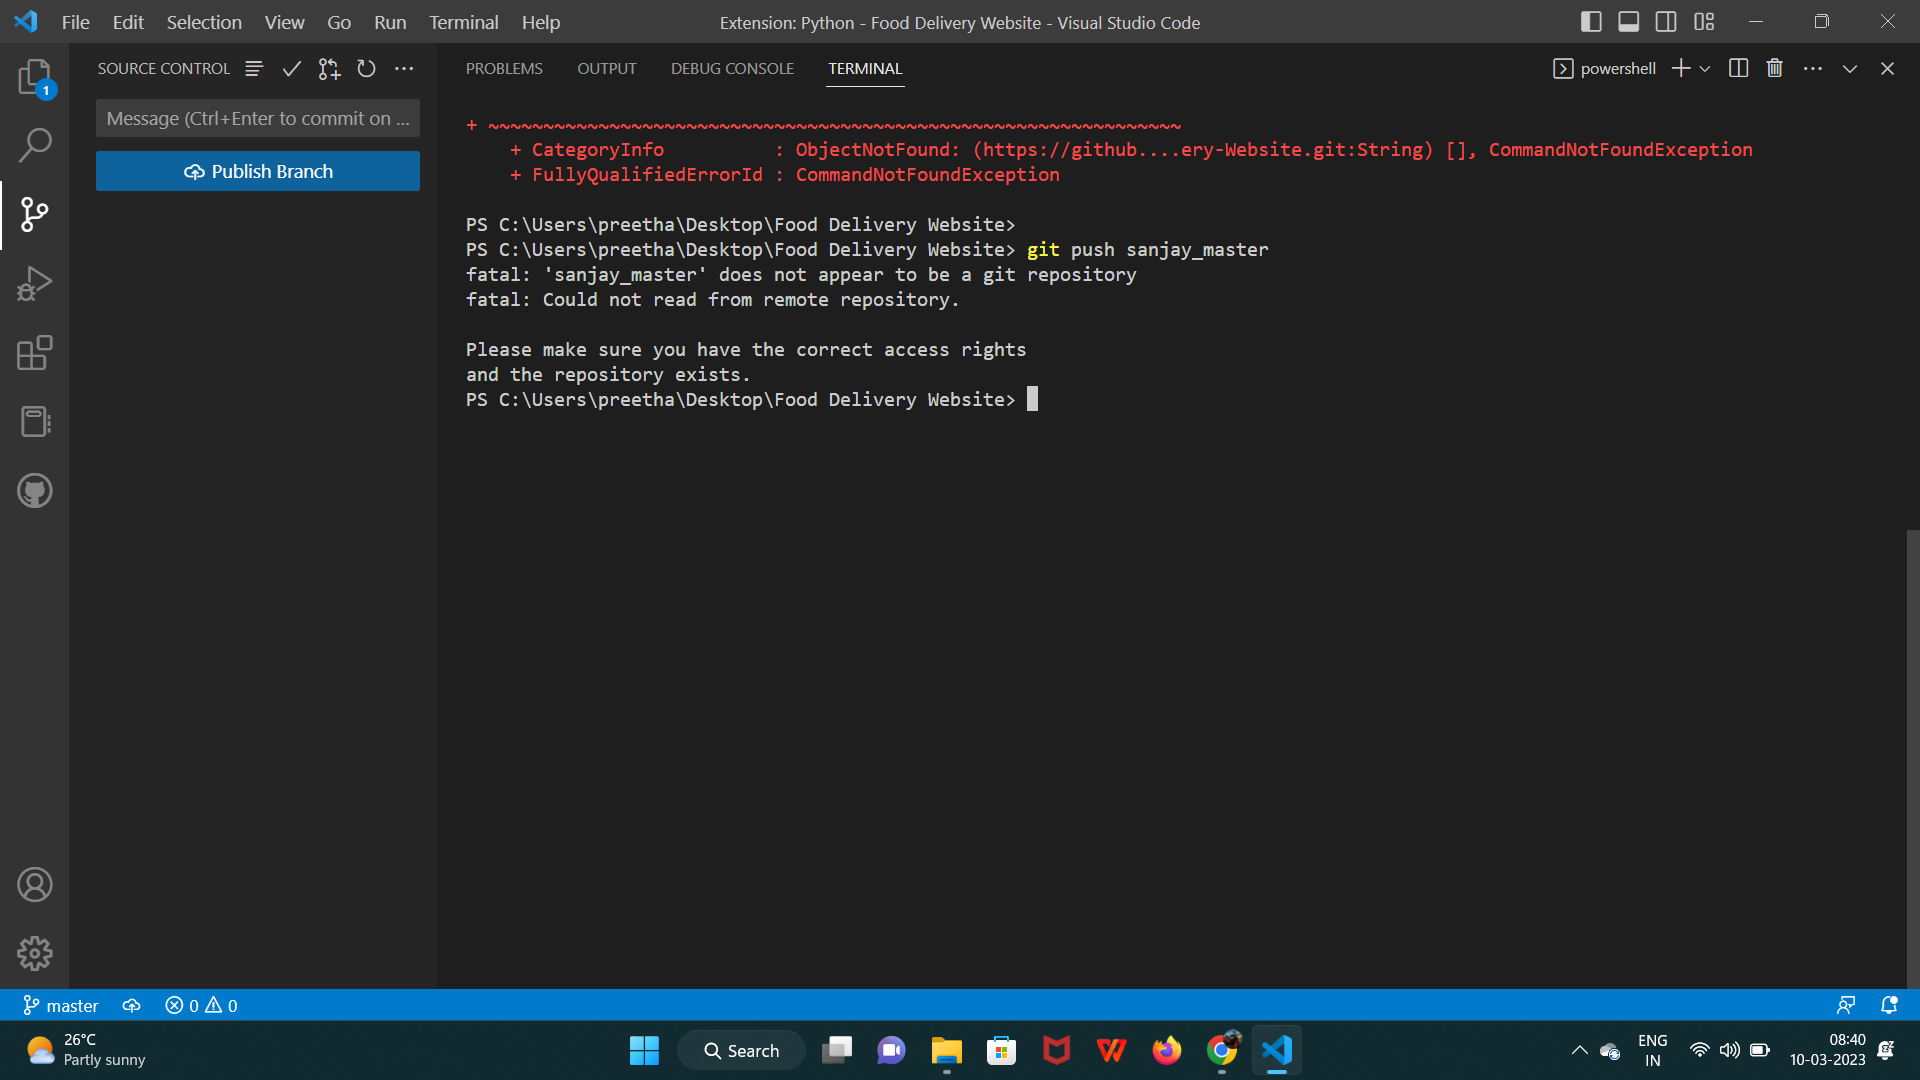 File Edit Selection View Go Run Terminal Help
Extension: Python - Food Delivery Website - Visual Studio Code
SOURCE CONTROL
1
Message (Ctrl+Enter to commit on ...
Publish Branch
PROBLEMS OUTPUT DEBUG CONSOLE TERMINAL
powershell
+ ~~~~~~~~~~~~~~~~~~~~~~~~~~~~~~~~~~~~~~~~~~~~~~~~~~~~~~~~~~~~~~~
+ CategoryInfo : ObjectNotFound: (https://github....ery-Website.git:String) [], CommandNotFoundException
+ FullyQualifiedErrorId : CommandNotFoundException
PS C:\Users\preetha\Desktop\Food Delivery Website>
PS C:\Users\preetha\Desktop\Food Delivery Website> git push sanjay_master
fatal: 'sanjay_master' does not appear to be a git repository
fatal: Could not read from remote repository.
Please make sure you have the correct access rights
and the repository exists.
PS C:\Users\preetha\Desktop\Food Delivery Website>
master 0 0
26°C
Partly sunny
Search
ENG
IN
08:40
10-03-2023